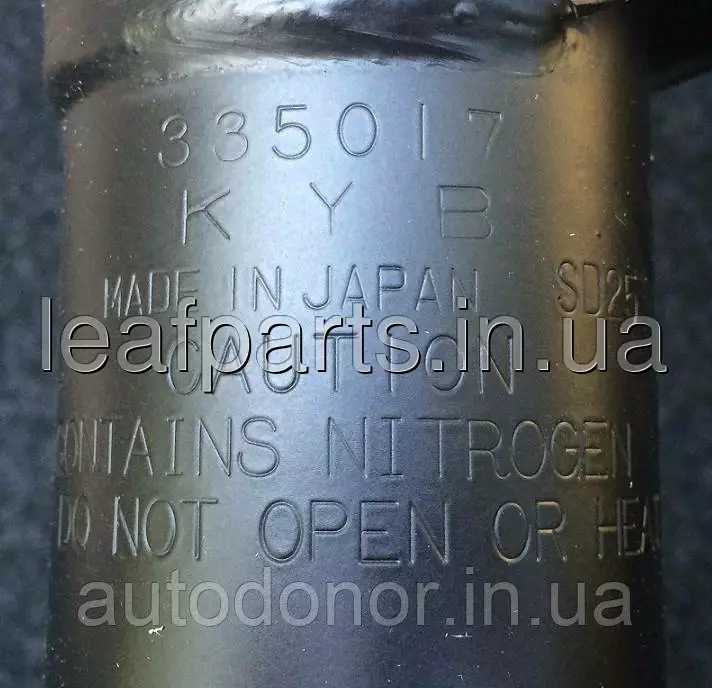 335017
K Y B
MADE IN JAPAN SD25
leafparts.in.ua
CAUTION
CONTAINS NITROGEN
DO NOT OPEN OR HEAT
autodonor.in.ua